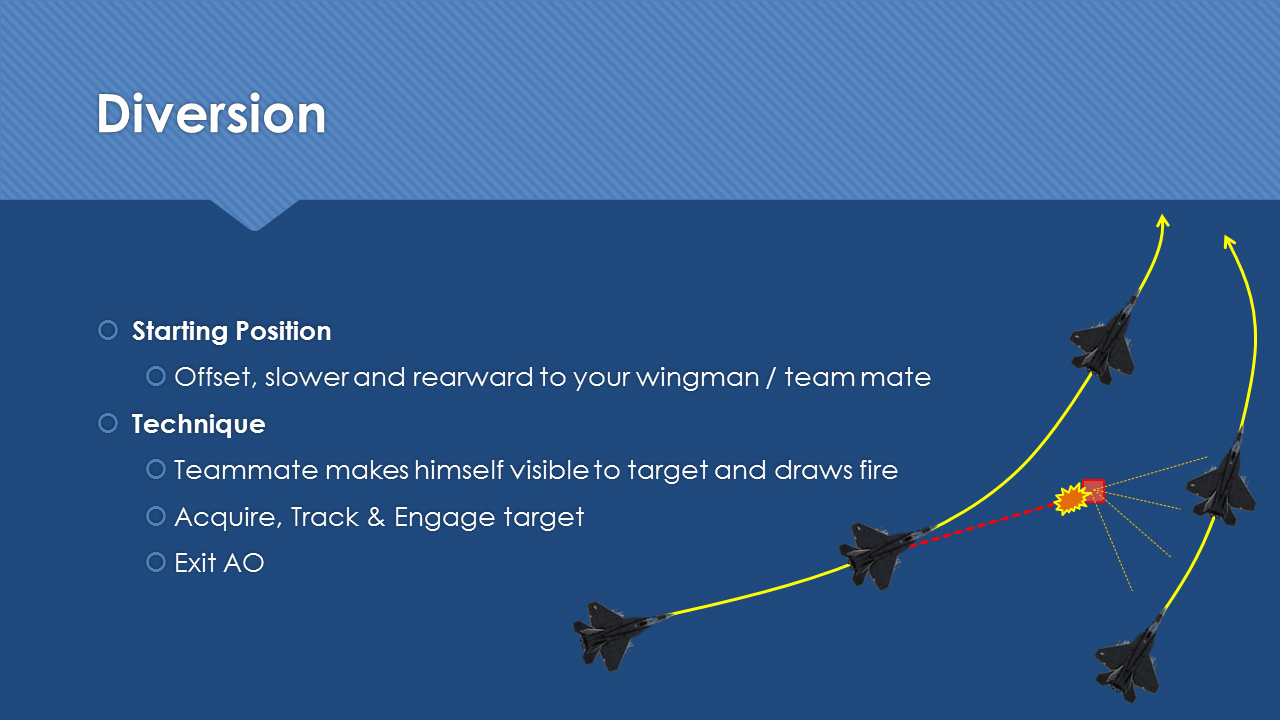 Diversion
Starting Position
Offset, slower and rearward to your wingman / team mate
Technique
Teammate makes himself visible to target and draws fire
Acquire, Track & Engage target
Exit AO